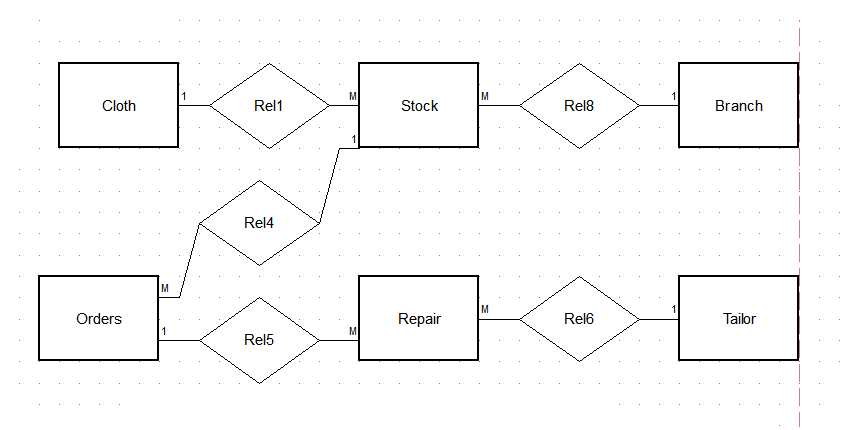 Cloth
1
Rel1
M
Stock
M
Rel8
1
Branch
1
Rel4
M
Orders
1
Rel5
M
Repair
M
Rel6
1
Tailor